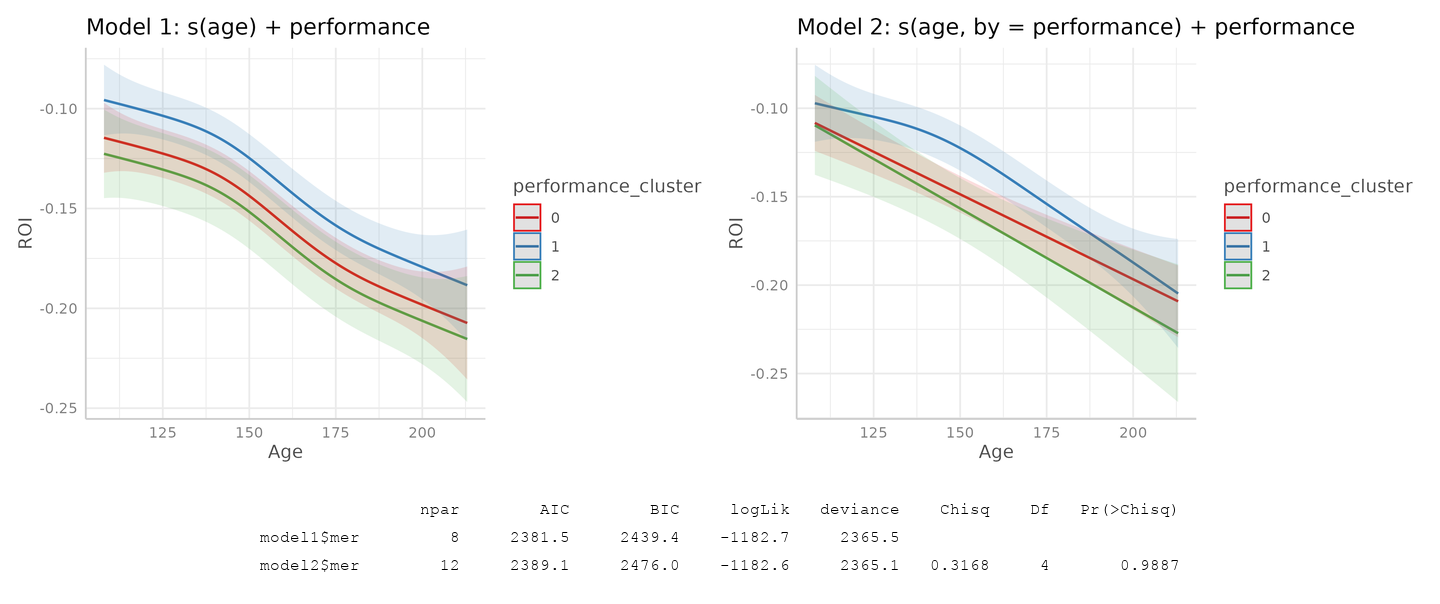 Model 1: s(age) + performance
-0.10
-0.15
-0.20
-0.25
ROI
125 150 175 200
Age
performance_cluster
0
1
2
Model 2: s(age, by = performance) + performance
-0.10
-0.15
-0.20
-0.25
ROI
125 150 175 200
Age
performance_cluster
0
1
2
npar AIC BIC logLik deviance Chisq Df Pr(>Chisq)
model1$mer 8 2381.5 2439.4 -1182.7 2365.5
model2$mer 12 2389.1 2476.0 -1182.6 2365.1 0.3168 4 0.9887